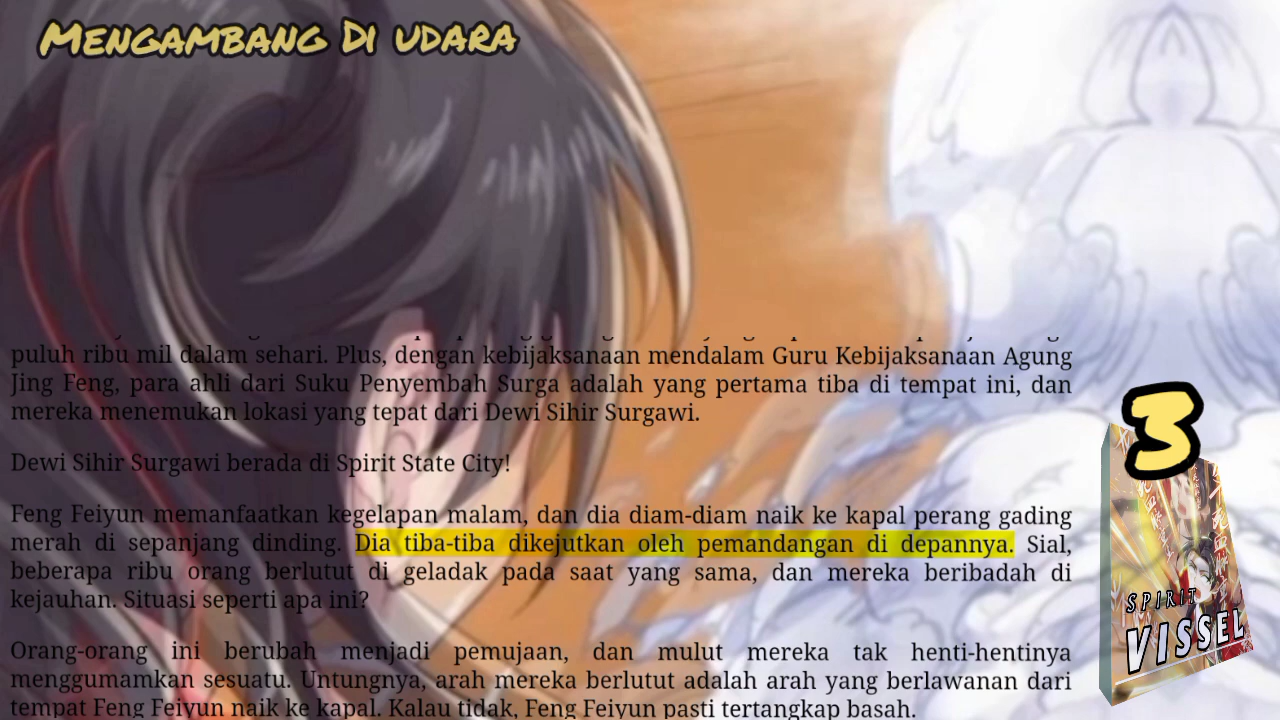 Mengambang Di udara
puluh ribu mil dalam sehari. Plus, dengan kebijaksanaan mendalam Guru Kebijaksanaan Agung
Jing Feng, para ahli dari Suku Penyembah Surga adalah yang pertama tiba di tempat ini, dan
mereka menemukan lokasi yang tepat dari Dewi Sihir Surgawi.
Dewi Sihir Surgawi berada di Spirit State City!
Feng Feiyun memanfaatkan kegelapan malam, dan dia diam-diam naik ke kapal perang gading
merah di sepanjang dinding. Dia tiba-tiba dikejutkan oleh pemandangan di depannya. Sial,
beberapa ribu orang berlutut di geladak pada saat yang sama, dan mereka beribadah di
kejauhan. Situasi seperti apa ini?
Orang-orang ini berubah menjadi pemujaan, dan mulut mereka tak henti-hentinya
menggumamkan sesuatu. Untungnya, arah mereka berlutut adalah arah yang berlawanan dari
tempat Feng Feiyun naik ke kapal. Kalau tidak, Feng Feiyun pasti tertangkap basah.
3
SPIRIT
VISSEL